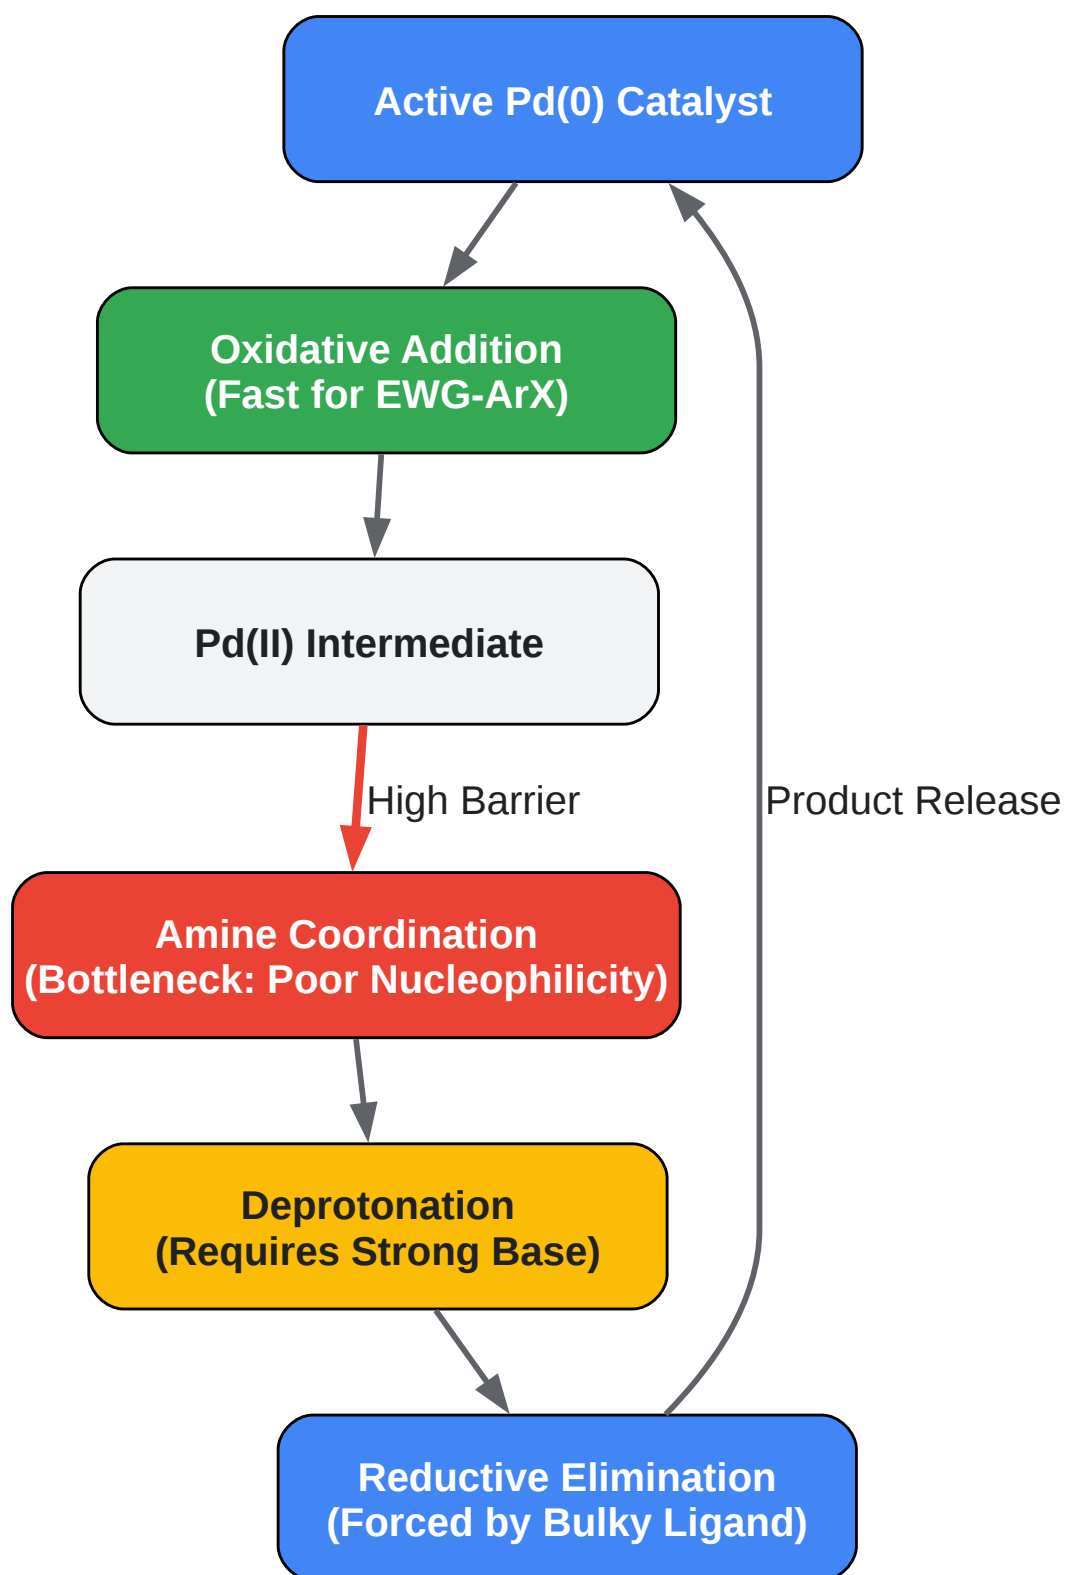 Active Pd(0) Catalyst
Oxidative Addition
(Fast for EWG-ArX)
Pd(II) Intermediate
High Barrier
Product Release
Amine Coordination
(Bottleneck: Poor Nucleophilicity)
Deprotonation
(Requires Strong Base)
Reductive Elimination
(Forced by Bulky Ligand)